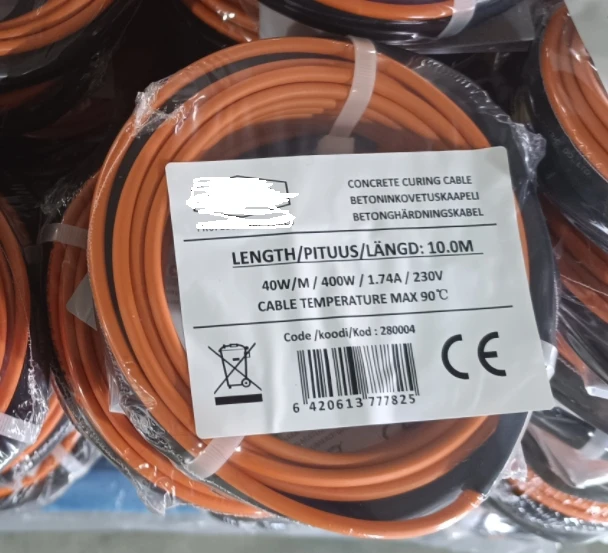 CONCRETE CURING CABLE
BETONINKOVETUSKAAPELI
BETONGHÄRDNINGSKABEL
LENGTH/PITUUS/LÄNGD: 10.0M
40W/M / 400W / 1.74A / 230V
CABLE TEMPERATURE MAX 90℃
Code /koodi/Kod : 280004
CE
6 420613 777825